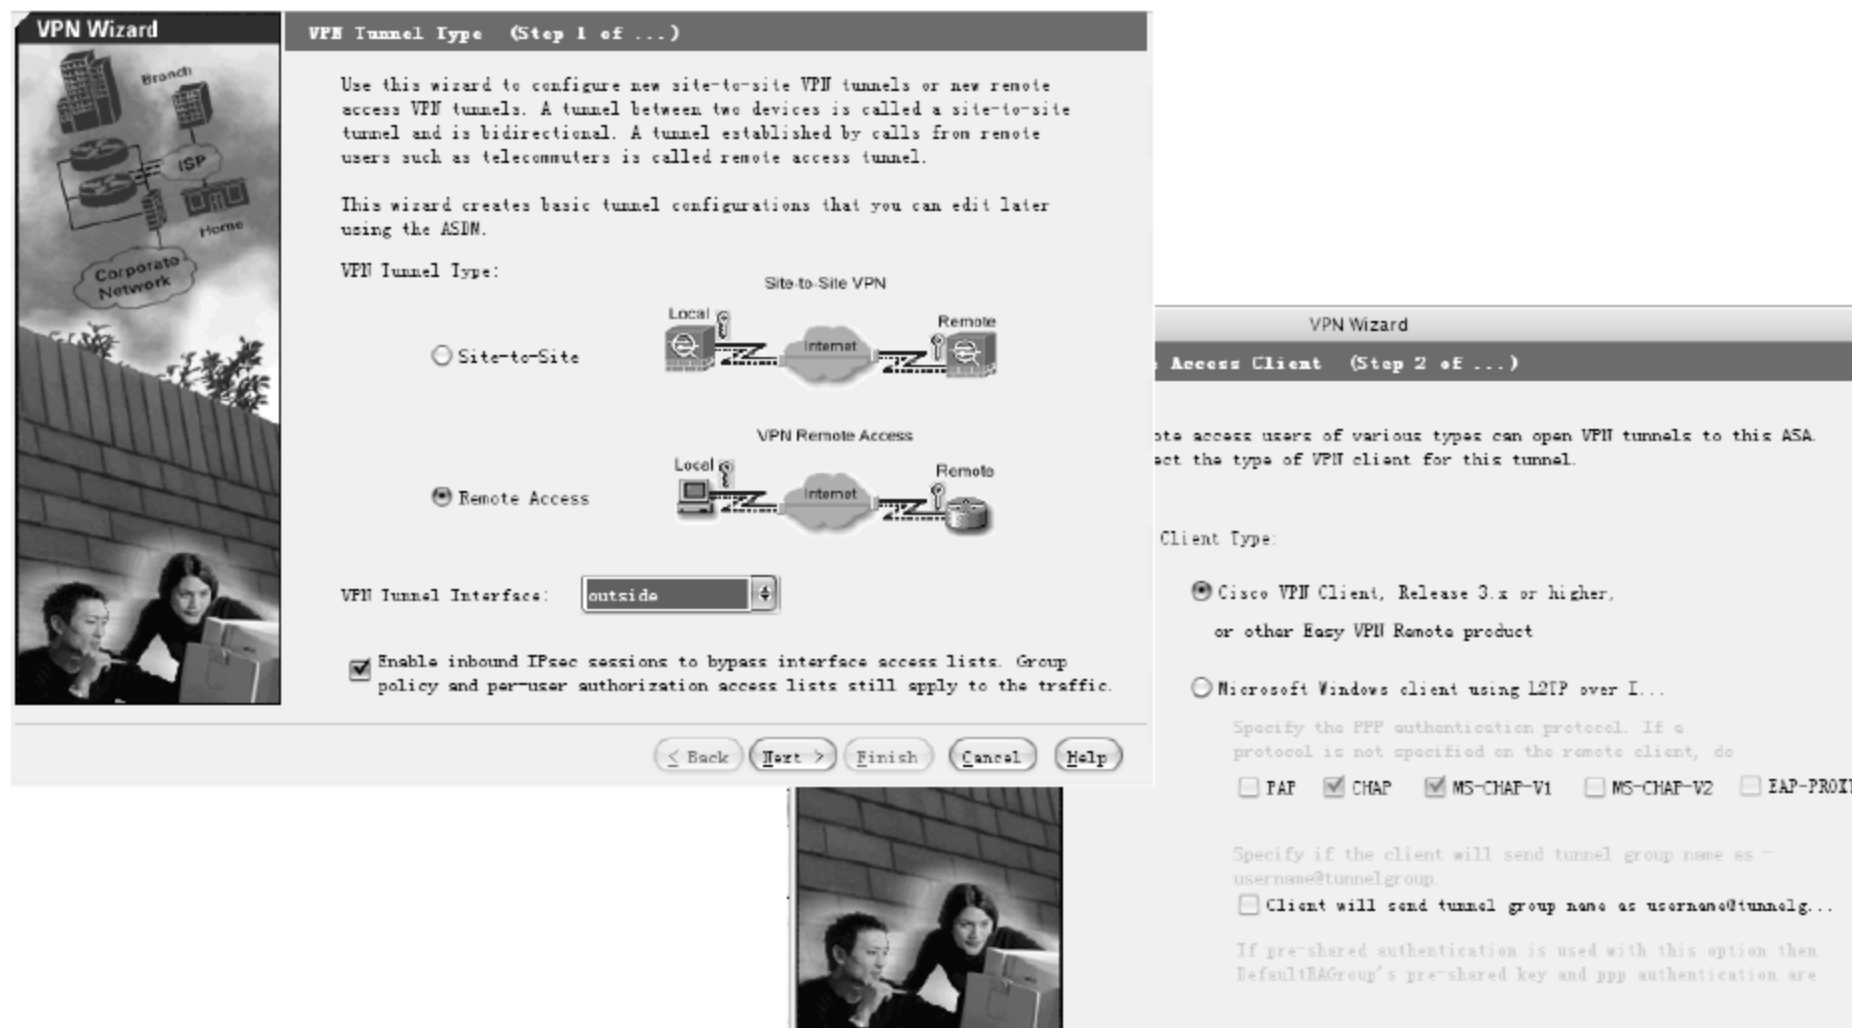 VPN Wizard
Branch
ISP
Home
Corporate
Network
VPN Tunnel Type (Step 1 of ...)
Use this wizard to configure new site-to-site VPN tunnels or new remote
access VPN tunnels. A tunnel between two devices is called a site-to-site
tunnel and is bidirectional. A tunnel established by calls from remote
users such as telecommuters is called remote access tunnel.
This wizard creates basic tunnel configurations that you can edit later
using the ASDM.
VPN Tunnel Type:
Site-to-Site VPN
Local
Remote
Internet
Site-to-Site
VPN Remote Access
Local
Remote
Internet
Remote Access
VPN Tunnel Interface:
outside
Enable inbound IPsec sessions to bypass interface access lists. Group
policy and per-user authorization access lists still apply to the traffic.
< Back
Next >
Finish
Cancel
Help
VPN Wizard
Access Client (Step 2 of ...)
ote access users of various types can open VPN tunnels to this ASA.
ect the type of VPN client for this tunnel.
Client Type:
Cisco VPN Client, Release 3.x or higher,
or other Easy VPN Remote product
Microsoft Windows client using L2TP over I...
Specify the PPP authentication protocol. If a
protocol is not specified on the remote client, do
PAP
CHAP
MS-CHAP-V1
MS-CHAP-V2
EAP-PROXY
Specify if the client will send tunnel group name as -
username@tunnelgroup.
Client will send tunnel group name as username@tunnelg...
If pre-shared authentication is used with this option then
DefaultRAGroup's pre-shared key and ppp authentication are